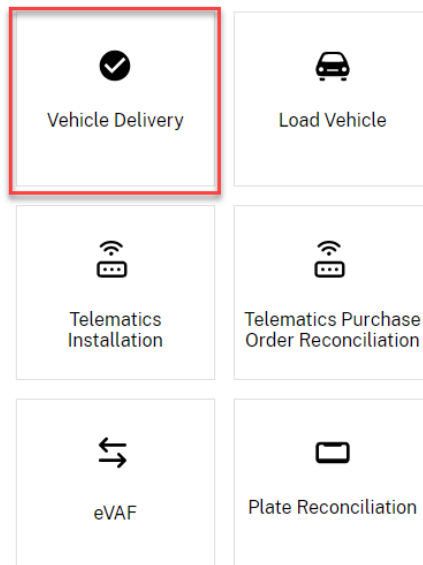 Vehicle Delivery
Load Vehicle
Telematics
Installation
Telematics Purchase
Order Reconciliation
eVAF
Plate Reconciliation